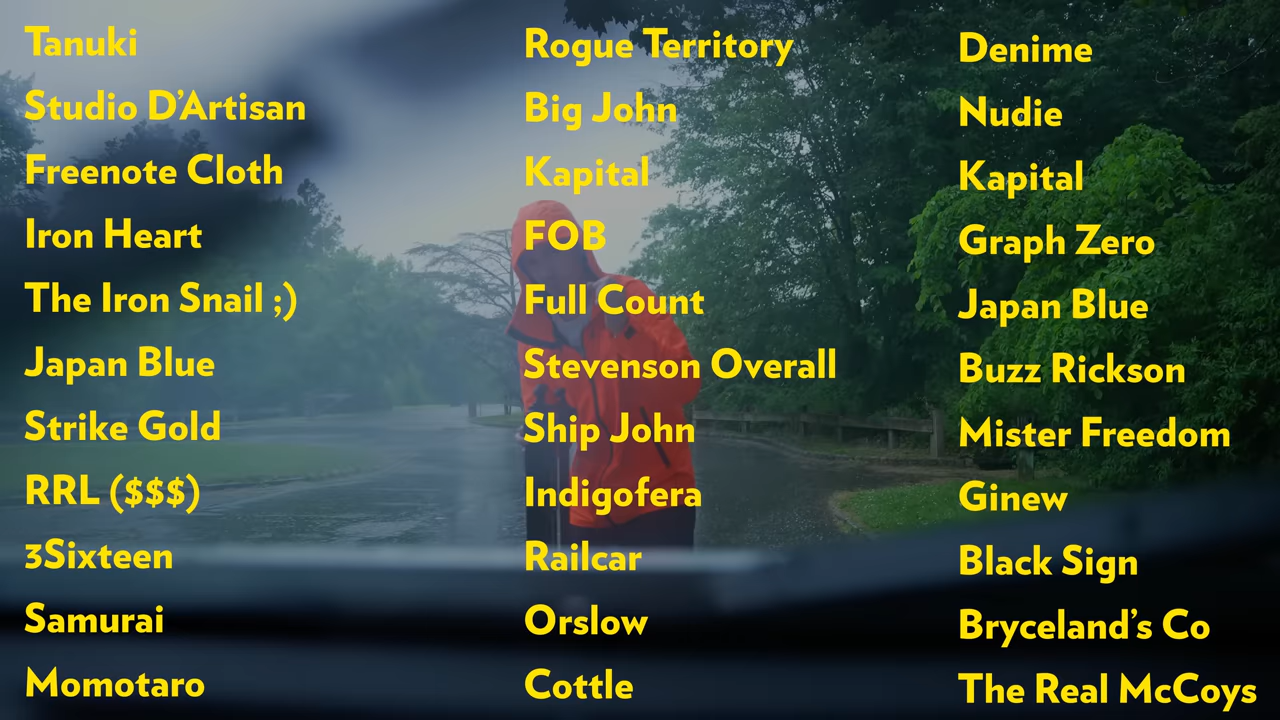 Tanuki
Studio D'Artisan
Freenote Cloth
Iron Heart
The Iron Snail ;)
Japan Blue
Strike Gold
RRL ($$$)
3Sixteen
Samurai
Momotaro
Rogue Territory
Big John
Kapital
FOB
Full Count
Stevenson Overall
Ship John
Indigofera
Railcar
Orslow
Cottle
Denime
Nudie
Kapital
Graph Zero
Japan Blue
Buzz Rickson
Mister Freedom
Ginew
Black Sign
Bryceland's Co
The Real McCoys